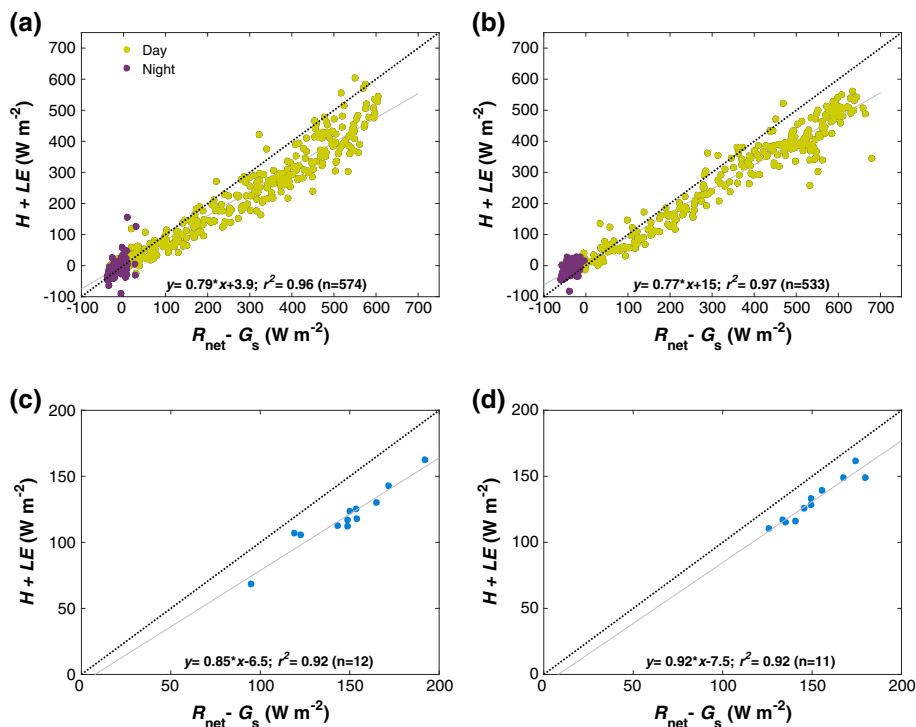 (a)
700
600
500
400
300
200
100
0
-100
H + LE (W m-2)
Day
Night
y= 0.79*x+3.9; r2= 0.96 (n=574)
-100 0 100 200 300 400 500 600 700
Rnet- Gs (W m-2)
(b)
700
600
500
400
300
200
100
0
-100
H + LE (W m-2)
y= 0.77*x+15; r2= 0.97 (n=533)
-100 0 100 200 300 400 500 600 700
Rnet- Gs (W m-2)
(c)
200
150
100
50
0
H + LE (W m-2)
y= 0.85*x-6.5; r2= 0.92 (n=12)
0 50 100 150 200
Rnet- Gs (W m-2)
(d)
200
150
100
50
0
H + LE (W m-2)
y= 0.92*x-7.5; r2= 0.92 (n=11)
0 50 100 150 200
Rnet- Gs (W m-2)